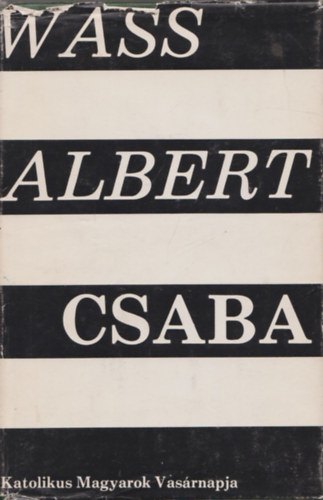 WASS
ALBERT
CSABA
Katolikus Magyarok Vasárnapja